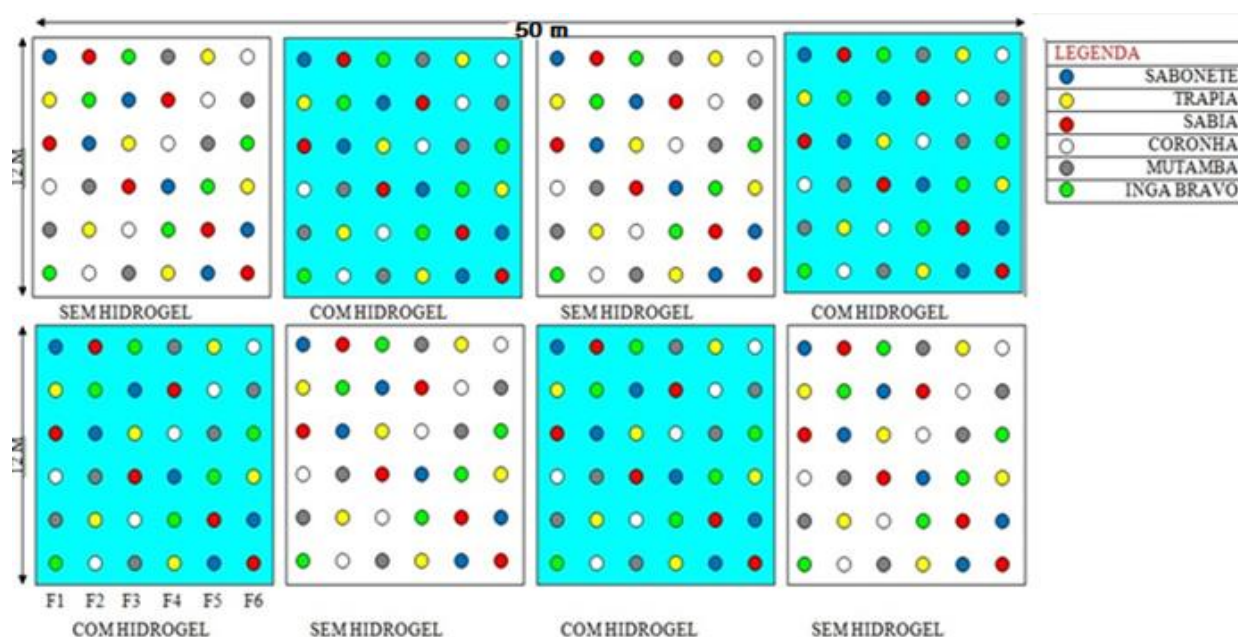 50 m
LEGENDA
SABONETE
TRAPIA
SABIA
CORONHA
MUTAMBA
INGA BRAVO
12 M
SEM HIDROGEL
COM HIDROGEL
SEM HIDROGEL
COM HIDROGEL
12 M
F1 F2 F3 F4 F5 F6
COM HIDROGEL
SEM HIDROGEL
COM HIDROGEL
SEM HIDROGEL